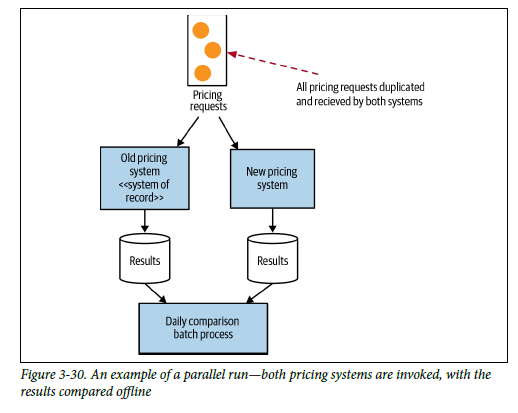 All pricing requests duplicated
and recieved by both systems
Pricing
requests
Old pricing
system
<<system of
record>>
New pricing
system
Results
Results
Daily comparison
batch process
Figure 3-30. An example of a parallel run—both pricing systems are invoked, with the
results compared offline